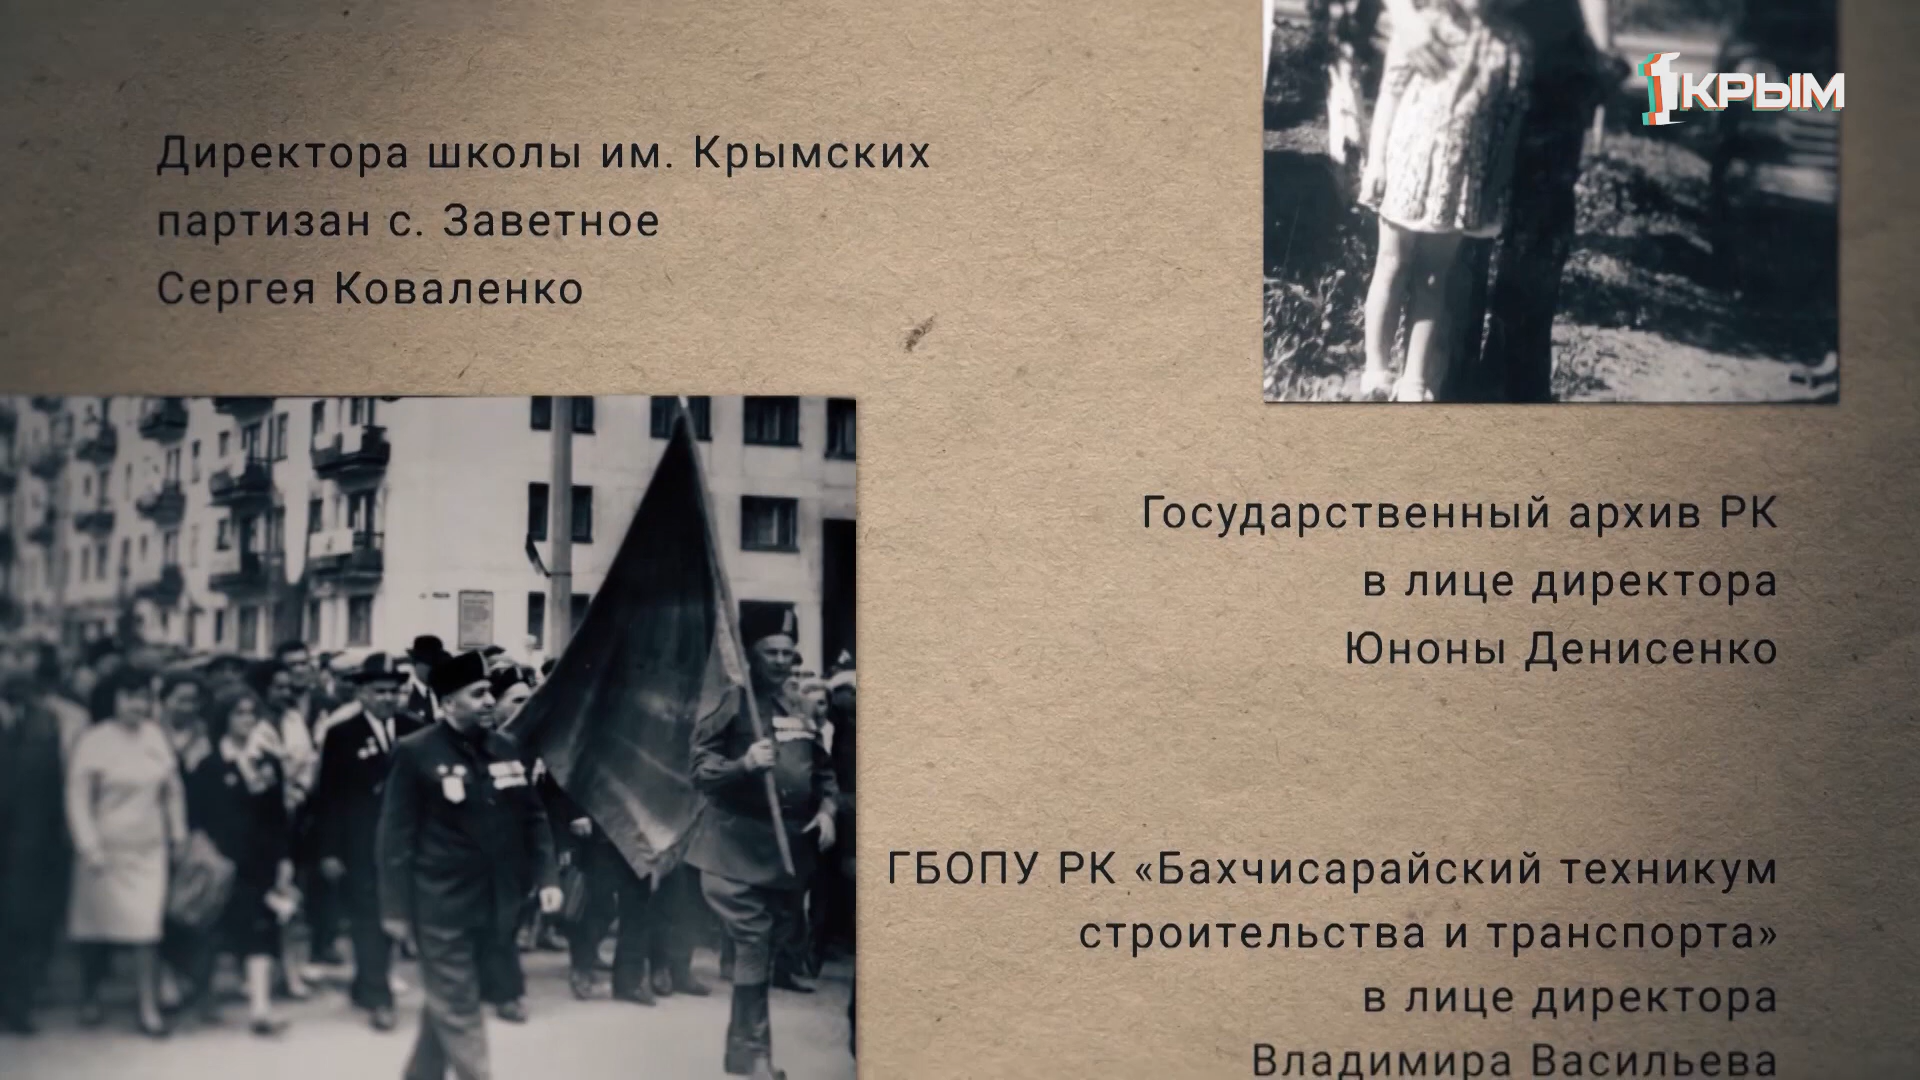 1КРЫМ
Директора школы им. Крымских
партизан с. Заветное
Сергея Коваленко
Государственный архив РК
в лице директора
Юноны Денисенко
ГБОПУ РК «Бахчисарайский техникум
строительства и транспорта»
в лице директора
Владимира Васильева